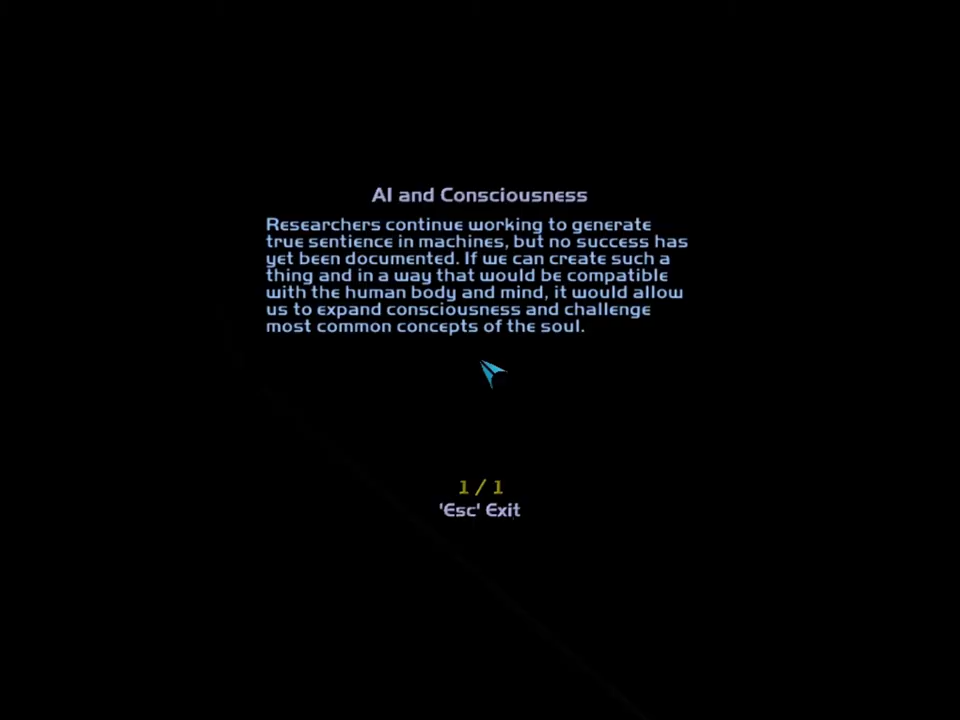 AI and Consciousness
Researchers continue working to generate
true sentience in machines, but no success has
yet been documented. If we can create such a
thing and in a way that would be compatible
with the human body and mind, it would allow
us to expand consciousness and challenge
most common concepts of the soul.
1 / 1
'Esc' Exit